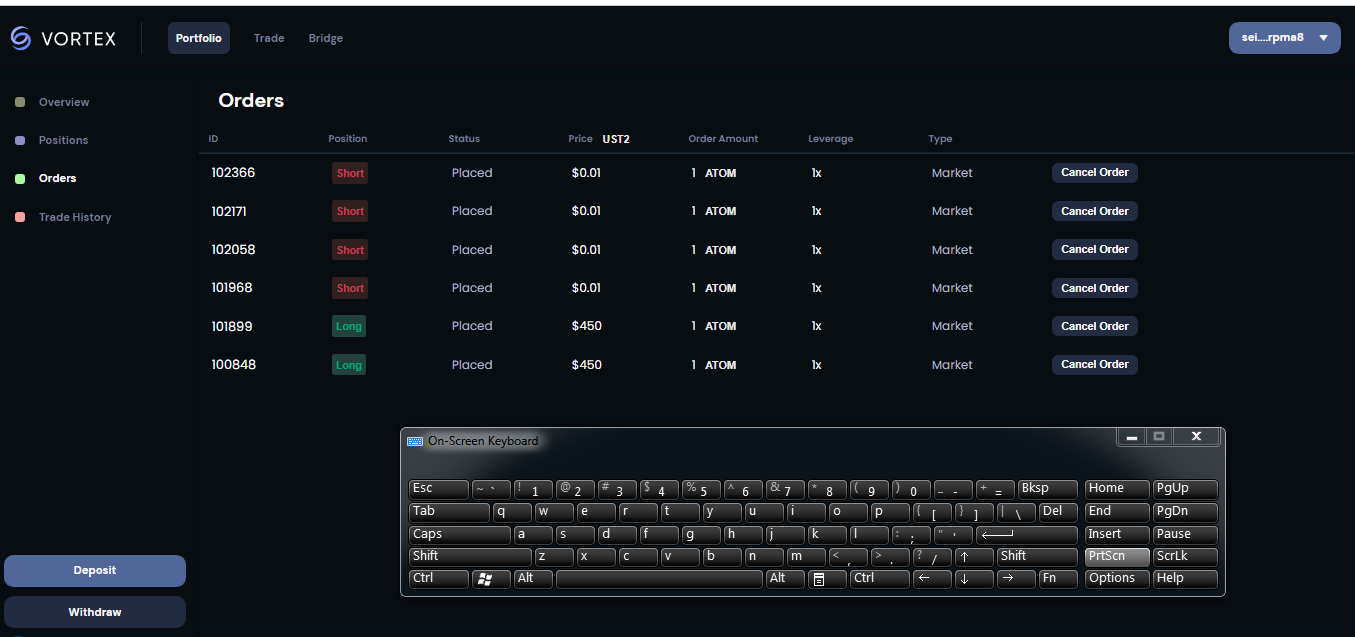 VORTEX Portfolio Trade Bridge sei....rpma8
Overview
Positions
Orders
Trade History
Deposit
Withdraw
Orders
ID Position Status Price UST2 Order Amount Leverage Type
102366 Short Placed $0.01 1 ATOM 1x Market Cancel Order
102171 Short Placed $0.01 1 ATOM 1x Market Cancel Order
102058 Short Placed $0.01 1 ATOM 1x Market Cancel Order
101968 Short Placed $0.01 1 ATOM 1x Market Cancel Order
101899 Long Placed $450 1 ATOM 1x Market Cancel Order
100848 Long Placed $450 1 ATOM 1x Market Cancel Order
On-Screen Keyboard
Esc ~ ` ! 1 @ 2 # 3 $ 4 % 5 ^ 6 & 7 * 8 ( 9 ) 0 _ - + = Bksp Home PgUp
Tab q w e r t y u i o p { [ } ] | \ Del End PgDn
Caps a s d f g h j k l : ; " ' Insert Pause
Shift z x c v b n m < , > . ? / ↑ Shift PrtScn ScrLk
Ctrl Alt Alt Ctrl ← ↓ → Fn Options Help